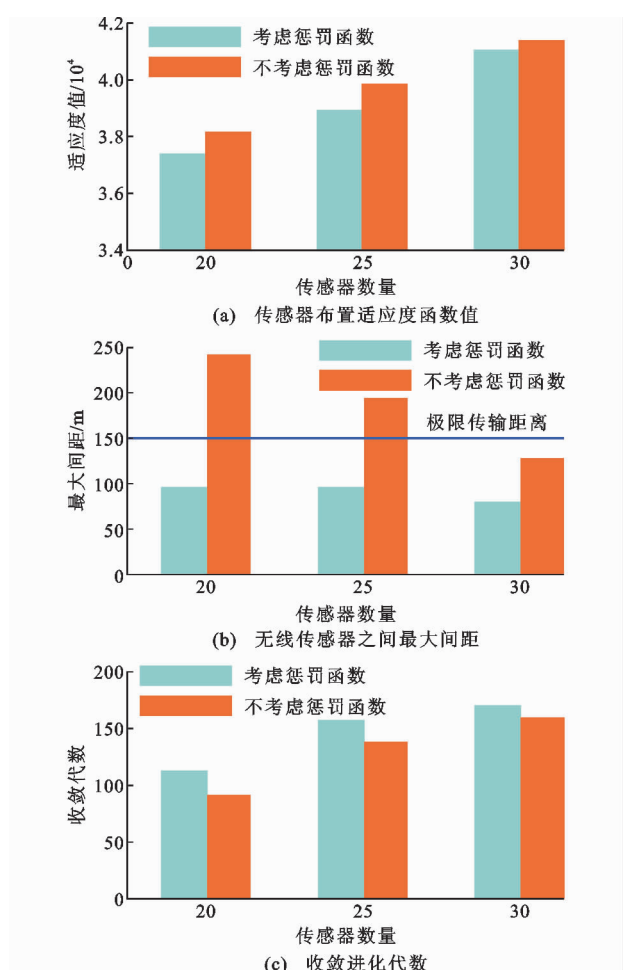 4.2
考虑惩罚函数
不考虑惩罚函数
4.0
适应度值/10⁴
3.8
3.6
3.4
0 20 25 30
传感器数量
(a) 传感器布置适应度函数值
250
考虑惩罚函数
不考虑惩罚函数
200
极限传输距离
150
最大间距/m
100
50
0
20 25 30
传感器数量
(b) 无线传感器之间最大间距
200
考虑惩罚函数
不考虑惩罚函数
150
收敛代数
100
50
0
20 25 30
传感器数量
(c) 收敛进化代数